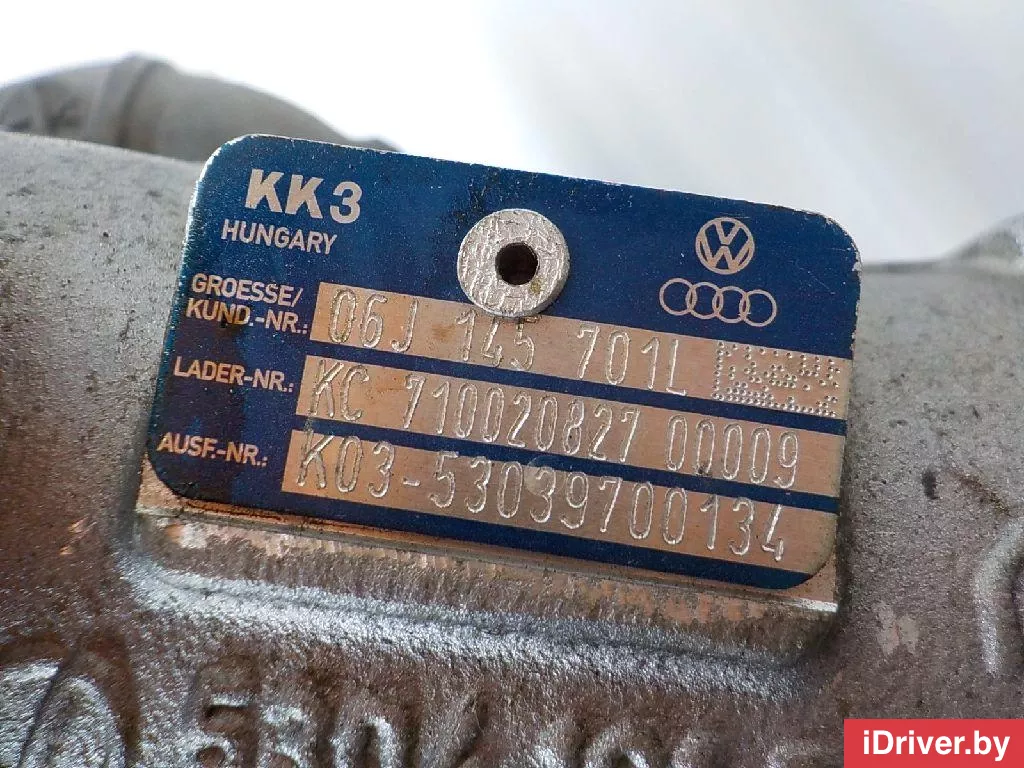 KK3
HUNGARY
GROESSE/
KUND.-NR.: 06J 145 701L
LADER-NR.: KC 710020827 00009
AUSF.-NR.: K03-53039700134
iDriver.by